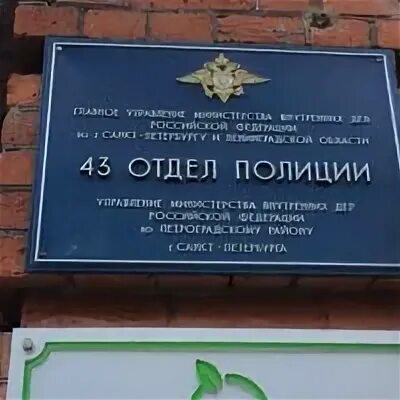 ГЛАВНОЕ УПРАВЛЕНИЕ МИНИСТЕРСТВА ВНУТРЕННИХ ДЕЛ
РОССИЙСКОЙ ФЕДЕРАЦИИ
по г. САНКТ-ПЕТЕРБУРГУ И ЛЕНИНГРАДСКОЙ ОБЛАСТИ
43 ОТДЕЛ ПОЛИЦИИ
УПРАВЛЕНИЕ МИНИСТЕРСТВА ВНУТРЕННИХ ДЕЛ
РОССИЙСКОЙ ФЕДЕРАЦИИ
по ПЕТРОГРАДСКОМУ РАЙОНУ
г. САНКТ-ПЕТЕРБУРГА